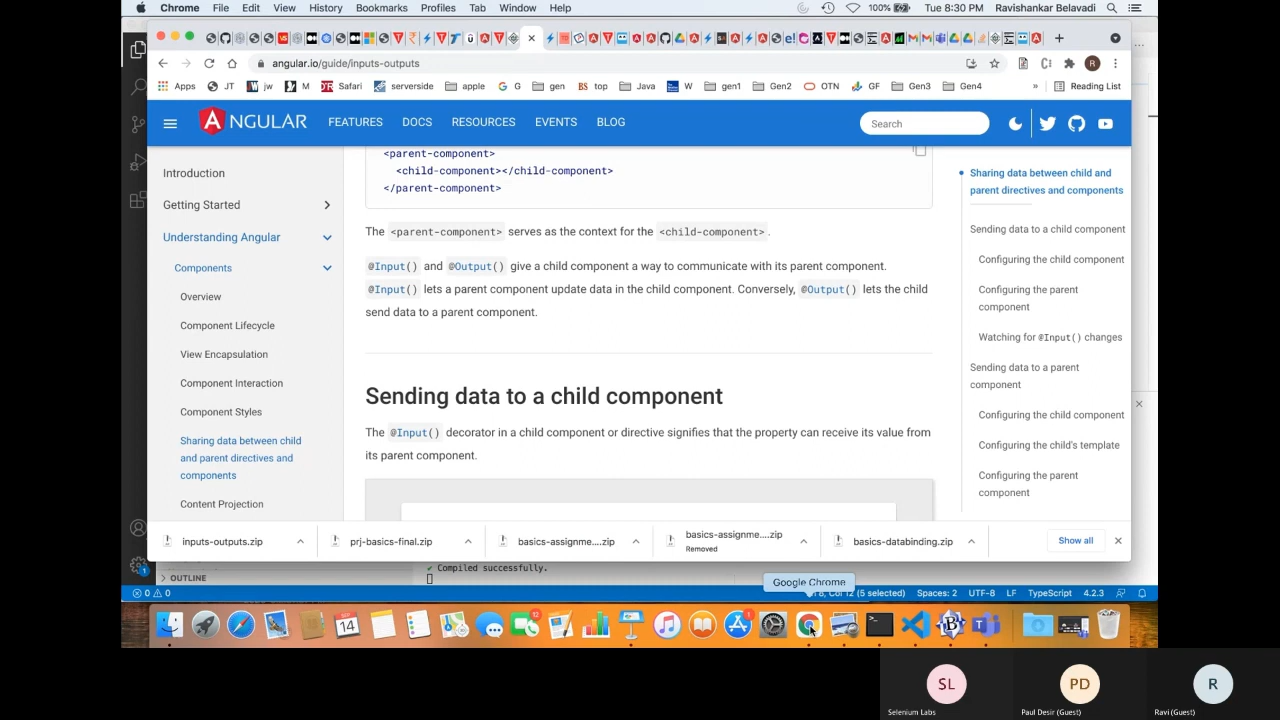 Chrome File Edit View History Bookmarks Profiles Tab Window Help
100% Tue 8:30 PM Ravishankar Belavadi
angular.io/guide/inputs-outputs
Apps JT jw M Safari serverside apple G gen BS top Java W gen1 Gen2 OTN GF Gen3 Gen4 » Reading List
ANGULAR FEATURES DOCS RESOURCES EVENTS BLOG Search
Introduction
Getting Started
Understanding Angular
Components
Overview
Component Lifecycle
View Encapsulation
Component Interaction
Component Styles
Sharing data between child
and parent directives and
components
Content Projection
<parent-component>
<child-component></child-component>
</parent-component>
The <parent-component> serves as the context for the <child-component>.
@Input() and @Output() give a child component a way to communicate with its parent component.
@Input() lets a parent component update data in the child component. Conversely, @Output() lets the child
send data to a parent component.
Sending data to a child component
The @Input() decorator in a child component or directive signifies that the property can receive its value from
its parent component.
Sharing data between child and
parent directives and components
Sending data to a child component
Configuring the child component
Configuring the parent
component
Watching for @Input() changes
Sending data to a parent
component
Configuring the child component
Configuring the child's template
Configuring the parent
component
inputs-outputs.zip prj-basics-final.zip basics-assignme....zip basics-assignme....zip basics-databinding.zip Show all
Removed
✔ Compiled successfully.
OUTLINE
Google Chrome
0 0 Col 12 (5 selected) Spaces: 2 UTF-8 LF TypeScript 4.2.3
14 12 1
SL PD R
Selenium Labs Paul Desir (Guest) Ravi (Guest)